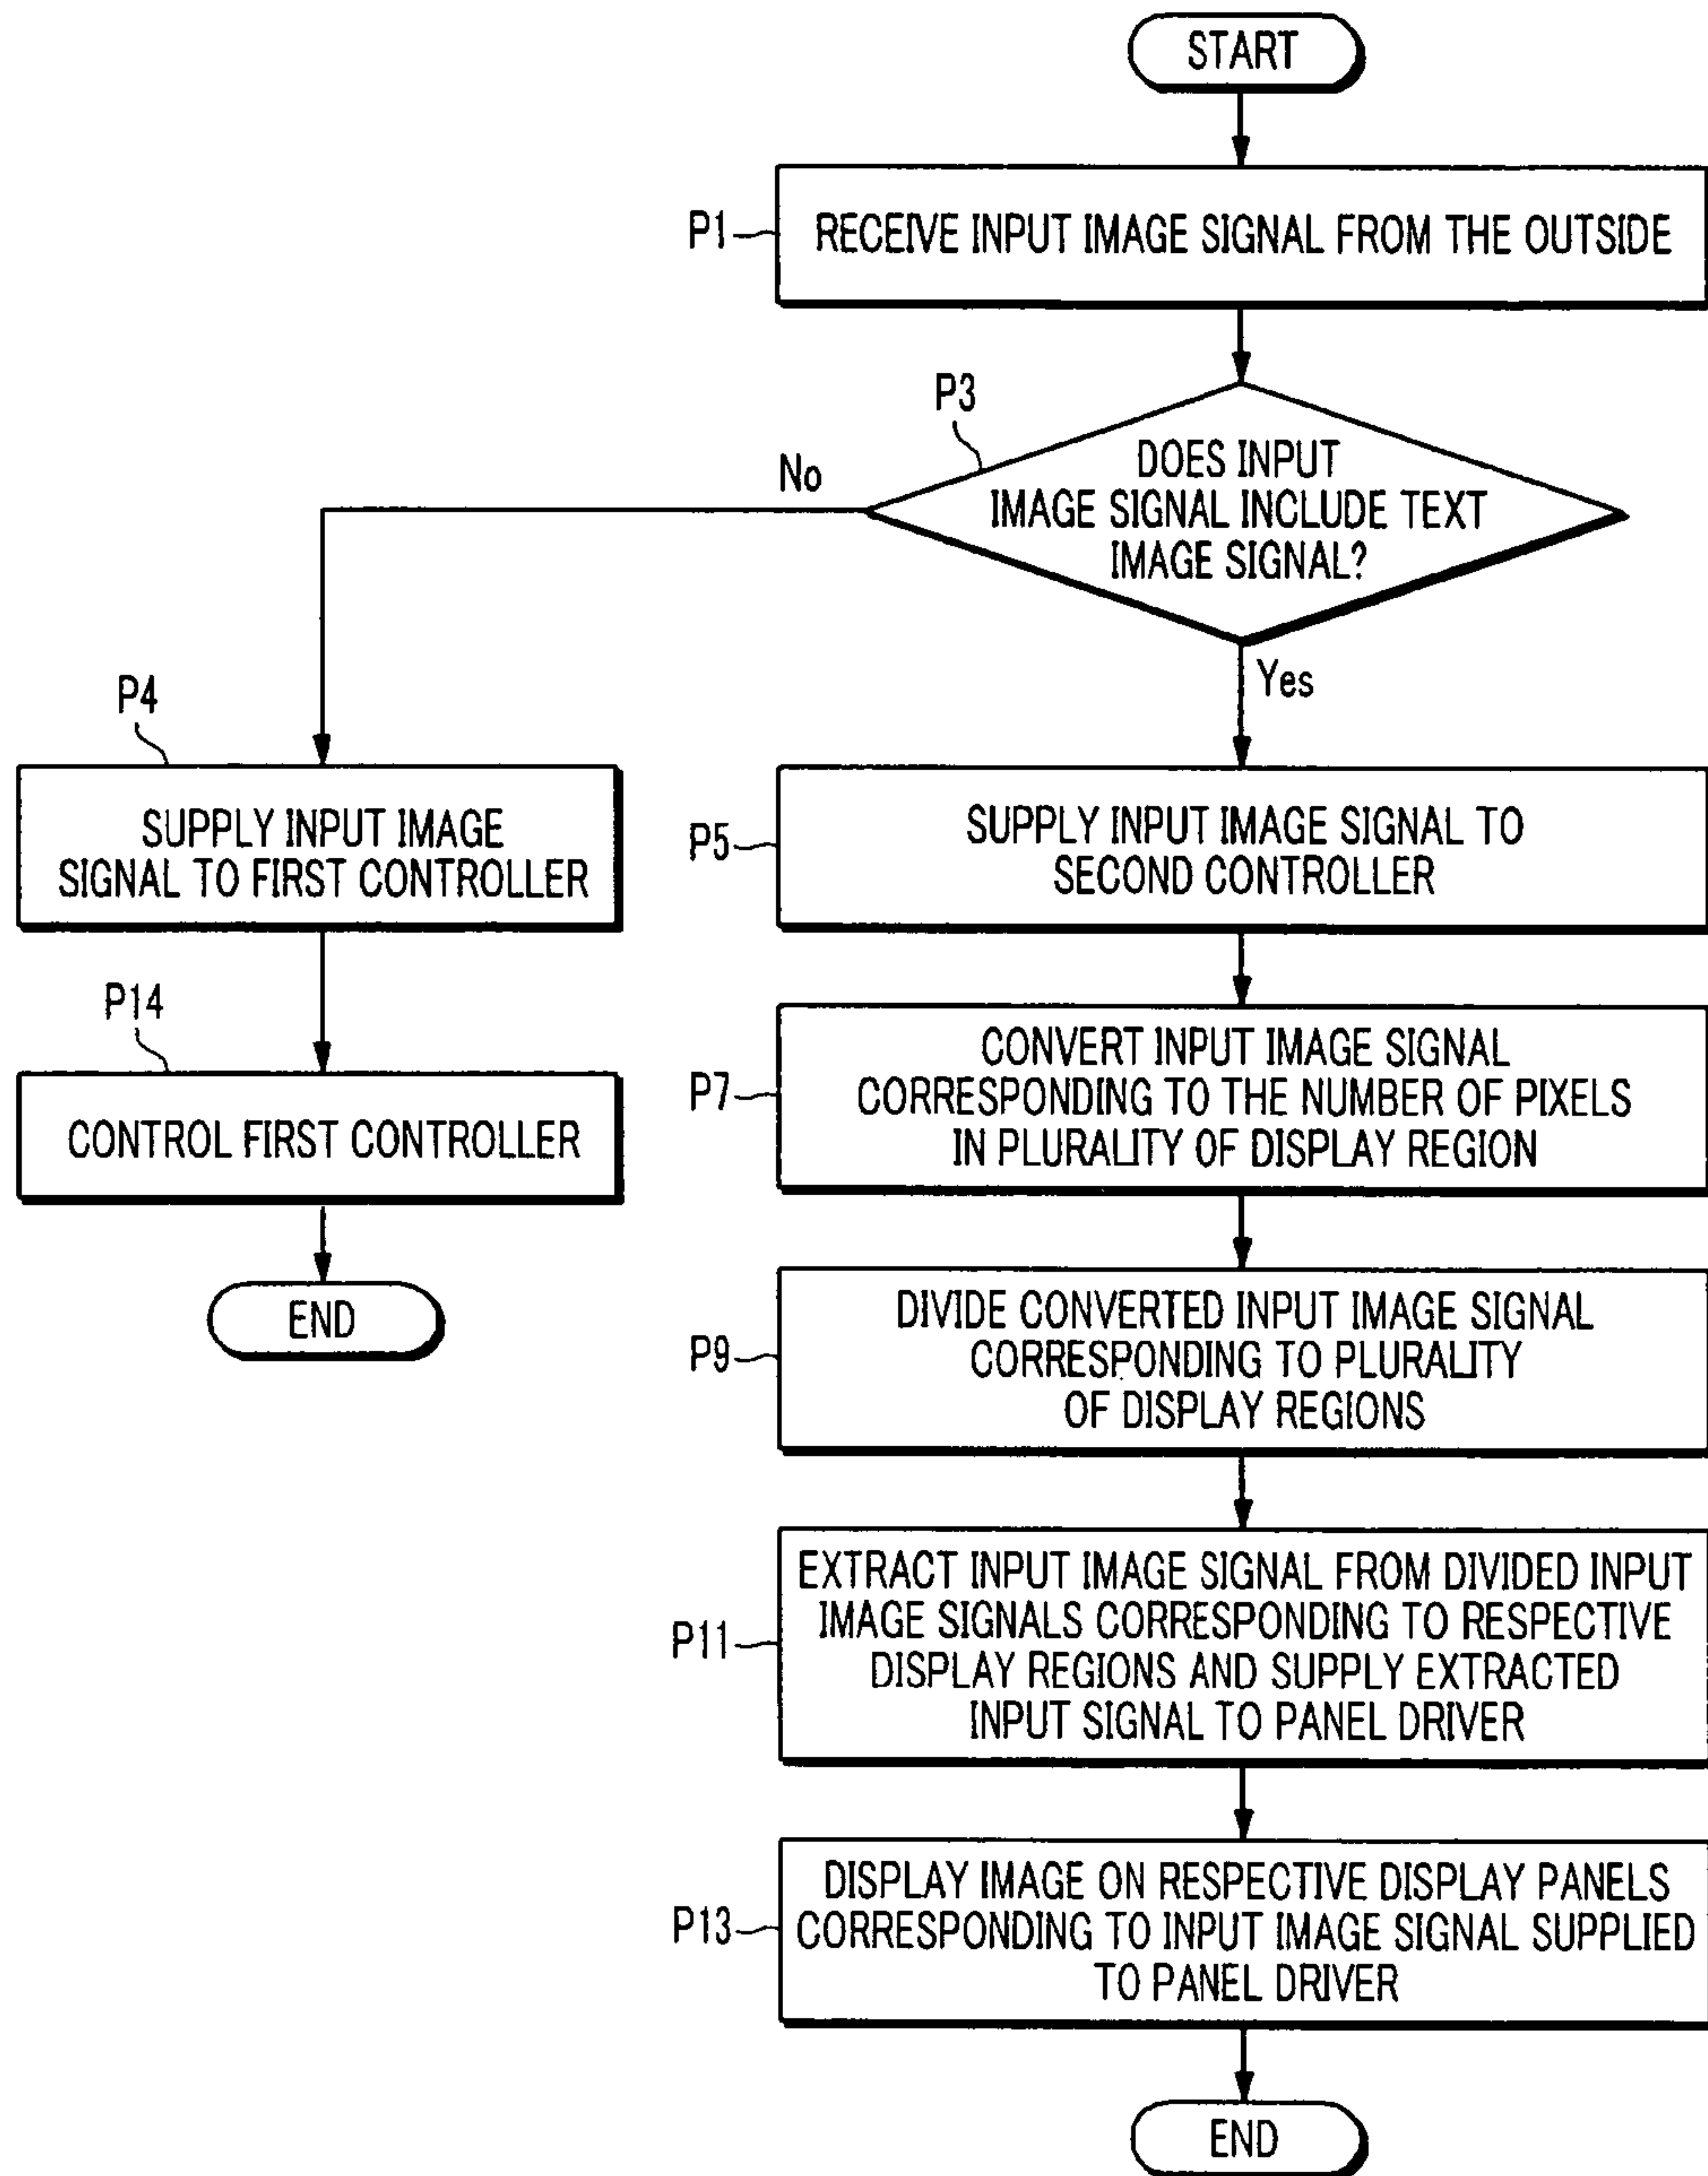 START
P1
RECEIVE INPUT IMAGE SIGNAL FROM THE OUTSIDE
P3
DOES INPUT
IMAGE SIGNAL INCLUDE TEXT
IMAGE SIGNAL?
No
Yes
P4
SUPPLY INPUT IMAGE
SIGNAL TO FIRST CONTROLLER
P14
CONTROL FIRST CONTROLLER
END
P5
SUPPLY INPUT IMAGE SIGNAL TO
SECOND CONTROLLER
P7
CONVERT INPUT IMAGE SIGNAL
CORRESPONDING TO THE NUMBER OF PIXELS
IN PLURALITY OF DISPLAY REGION
P9
DIVIDE CONVERTED INPUT IMAGE SIGNAL
CORRESPONDING TO PLURALITY
OF DISPLAY REGIONS
P11
EXTRACT INPUT IMAGE SIGNAL FROM DIVIDED INPUT
IMAGE SIGNALS CORRESPONDING TO RESPECTIVE
DISPLAY REGIONS AND SUPPLY EXTRACTED
INPUT SIGNAL TO PANEL DRIVER
P13
DISPLAY IMAGE ON RESPECTIVE DISPLAY PANELS
CORRESPONDING TO INPUT IMAGE SIGNAL SUPPLIED
TO PANEL DRIVER
END